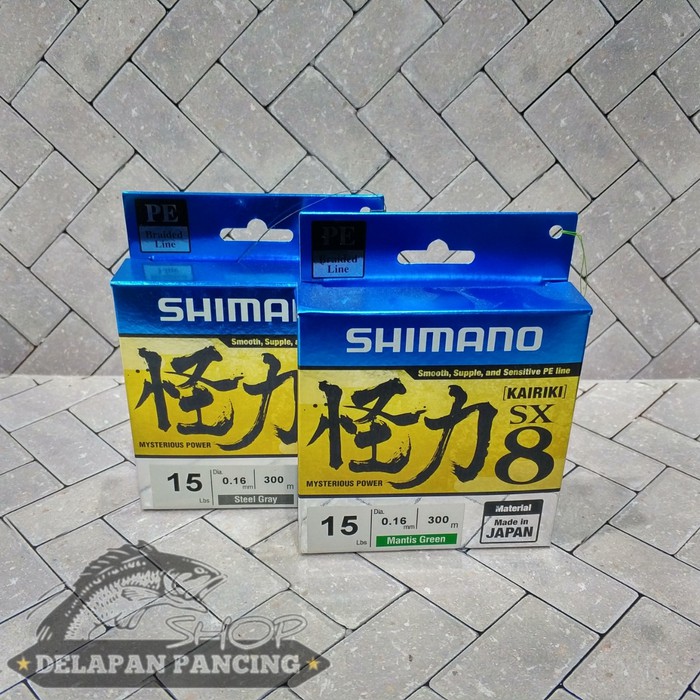 PE
Braided
Line
SHIMANO
Smooth, Supple, a
怪力
MYSTERIOUS POWER
15 Lbs
Dia.
0.16 mm
300 m
Steel Gray
PE
Braided
Line
SHIMANO
Smooth, Supple, and Sensitive PE line
怪力
[KAIRIKI]
SX
8
MYSTERIOUS POWER
15 Lbs
Dia.
0.16 mm
300 m
Mantis Green
Material
Made in
JAPAN
SHOP
DELAPAN PANCING